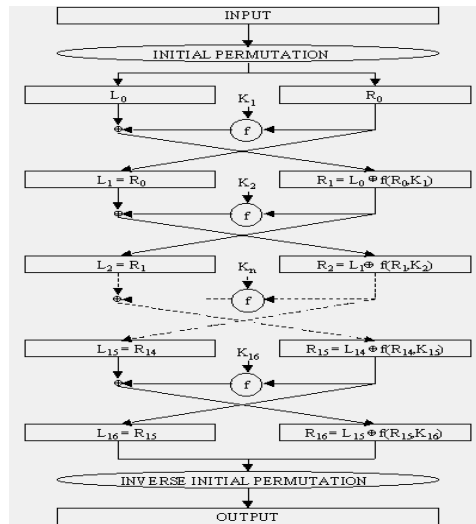 INPUT
INITIAL PERMUTATION
L₀ K₁ R₀
⊕ f
L₁ = R₀ K₂ R₁ = L₀ ⊕ f(R₀,K₁)
⊕ f
L₂ = R₁ Kₙ R₂ = L₁ ⊕ f(R₁,K₂)
⊕ f
L₁₅ = R₁₄ K₁₆ R₁₅ = L₁₄ ⊕ f(R₁₄,K₁₅)
⊕ f
L₁₆ = R₁₅ R₁₆ = L₁₅ ⊕ f(R₁₅,K₁₆)
INVERSE INITIAL PERMUTATION
OUTPUT